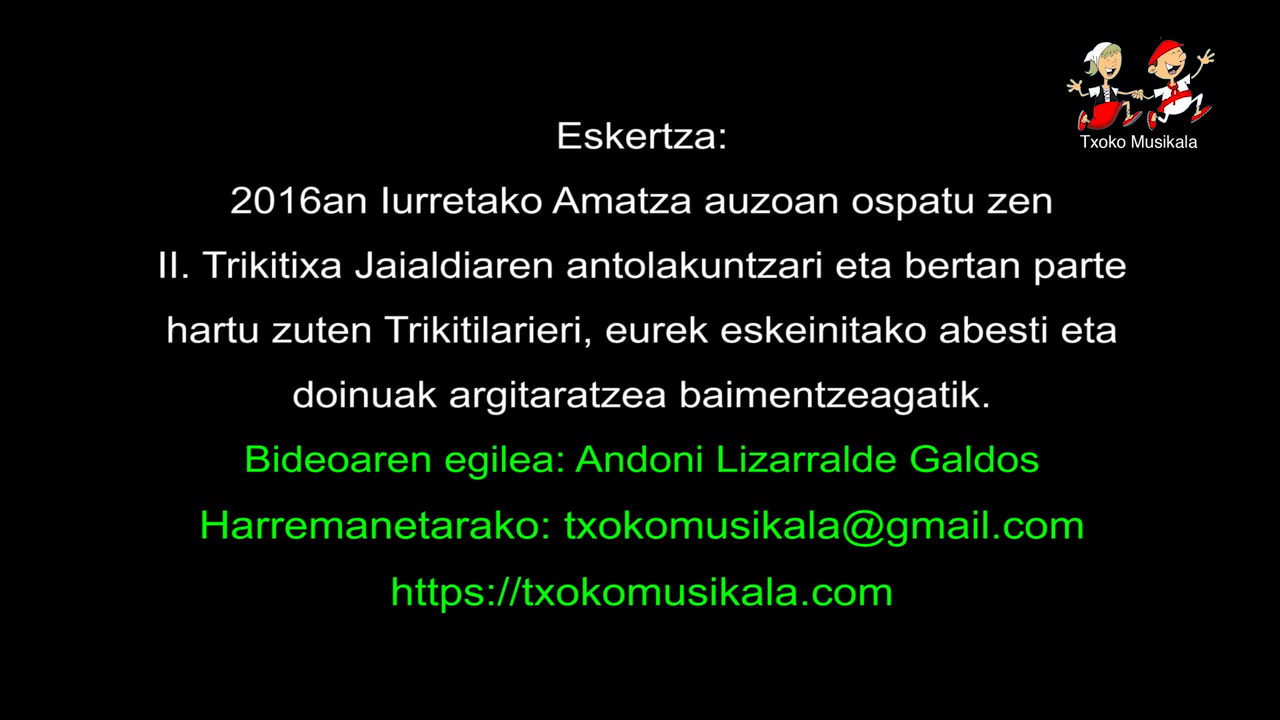 Txoko Musikala
Eskertza:
2016an Iurretako Amatza auzoan ospatu zen
II. Trikitixa Jaialdiaren antolakuntzari eta bertan parte
hartu zuten Trikitilarieri, eurek eskeinitako abesti eta
doinuak argitaratzea baimentzeagatik.
Bideoaren egilea: Andoni Lizarralde Galdos
Harremanetarako: txokomusikala@gmail.com
https://txokomusikala.com